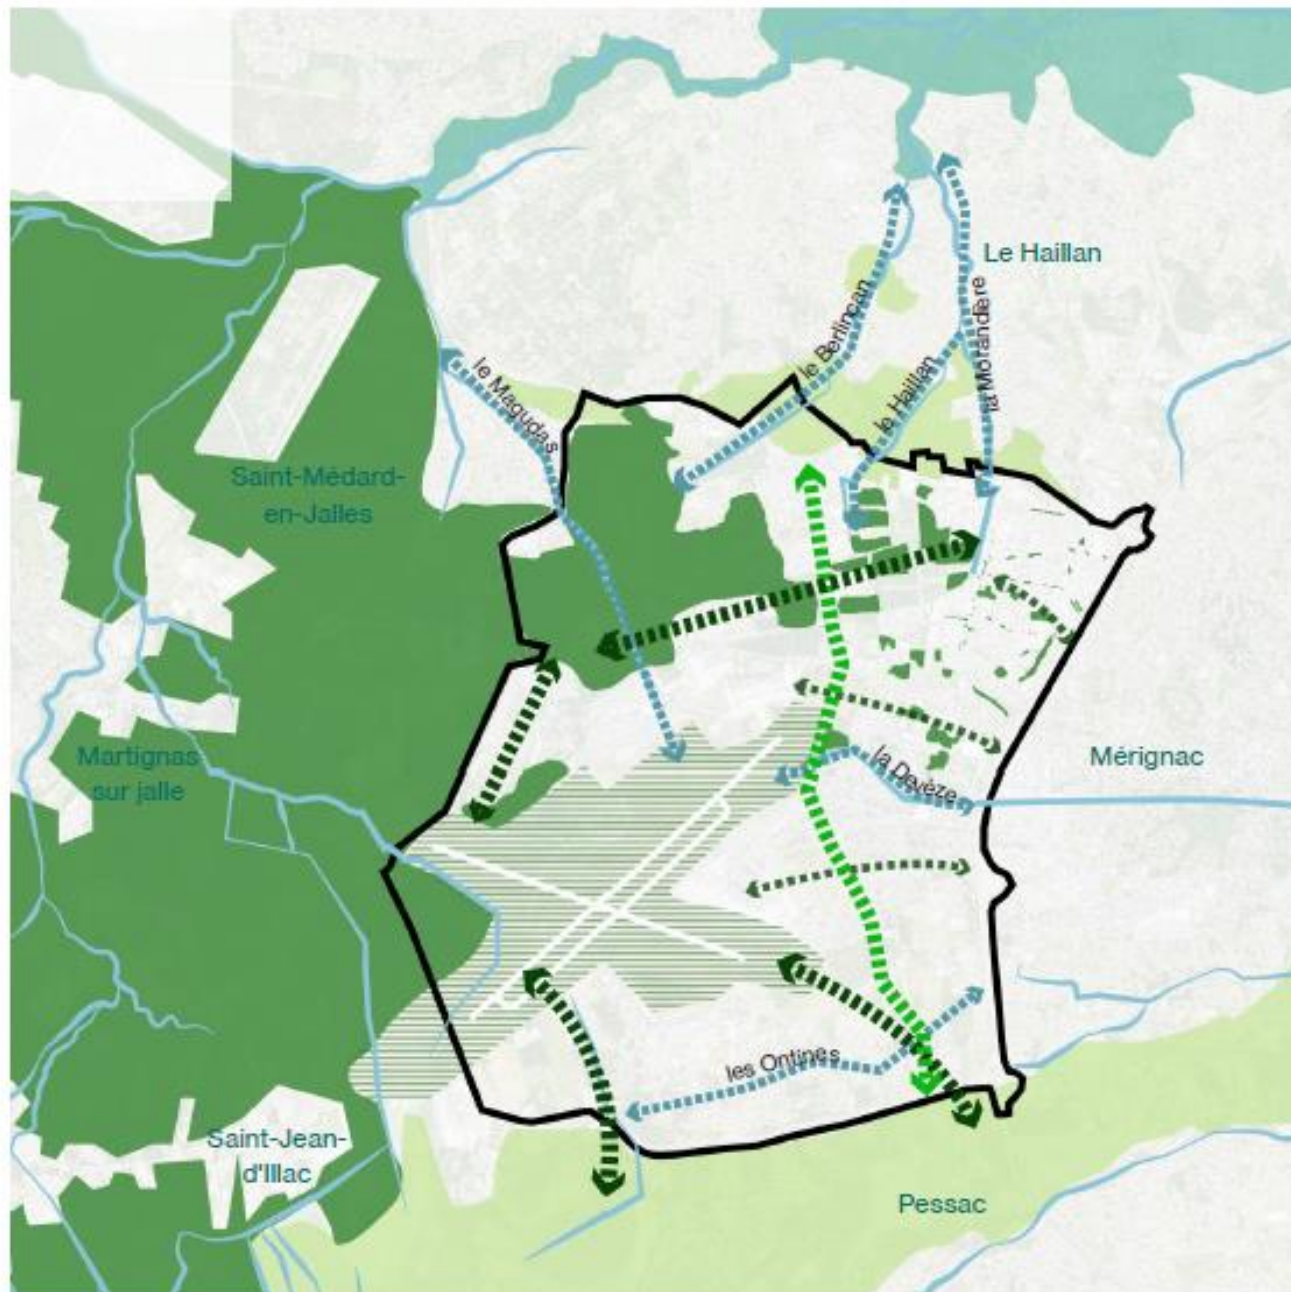 Le Haillan
le Berlincan
la Morandière
le Haillan
le Magudas
Saint-Médard-
en-Jalles
Martignas
sur jalle
la Devèze
Mérignac
les Ontines
Saint-Jean-
d'Illac
Pessac